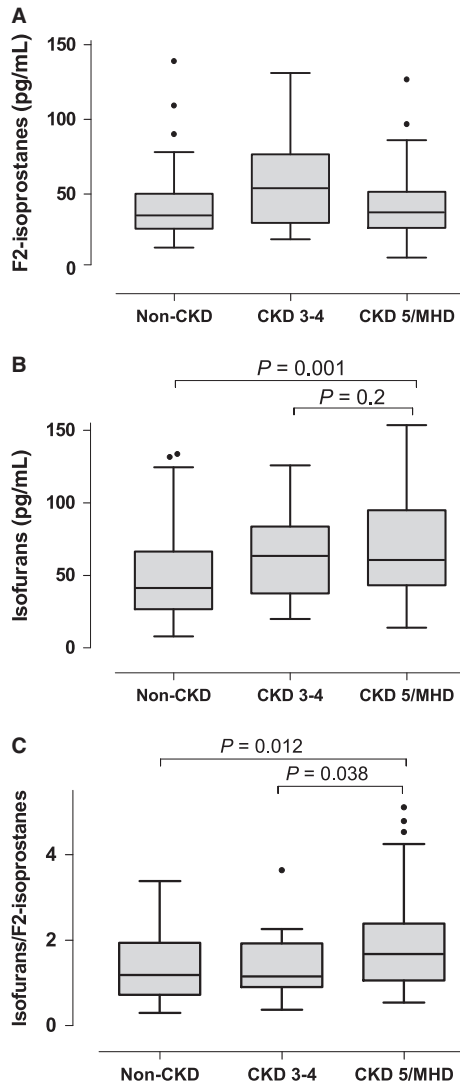 A
F2-isoprostanes (pg/mL)
150
100
50
0
Non-CKD CKD 3-4 CKD 5/MHD
B
P = 0.001
P = 0.2
Isofurans (pg/mL)
150
100
50
0
Non-CKD CKD 3-4 CKD 5/MHD
C
P = 0.012
P = 0.038
Isofurans/F2-isoprostanes
4
2
0
Non-CKD CKD 3-4 CKD 5/MHD